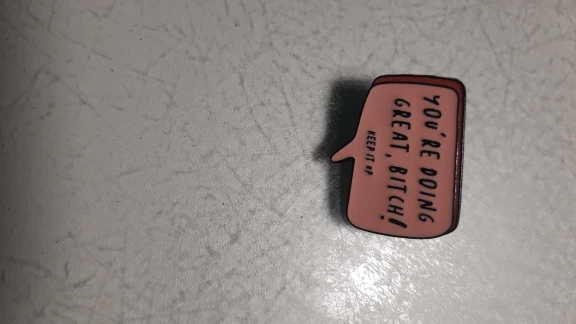 YOU'RE DOING
GREAT, BITCH!
KEEP IT UP